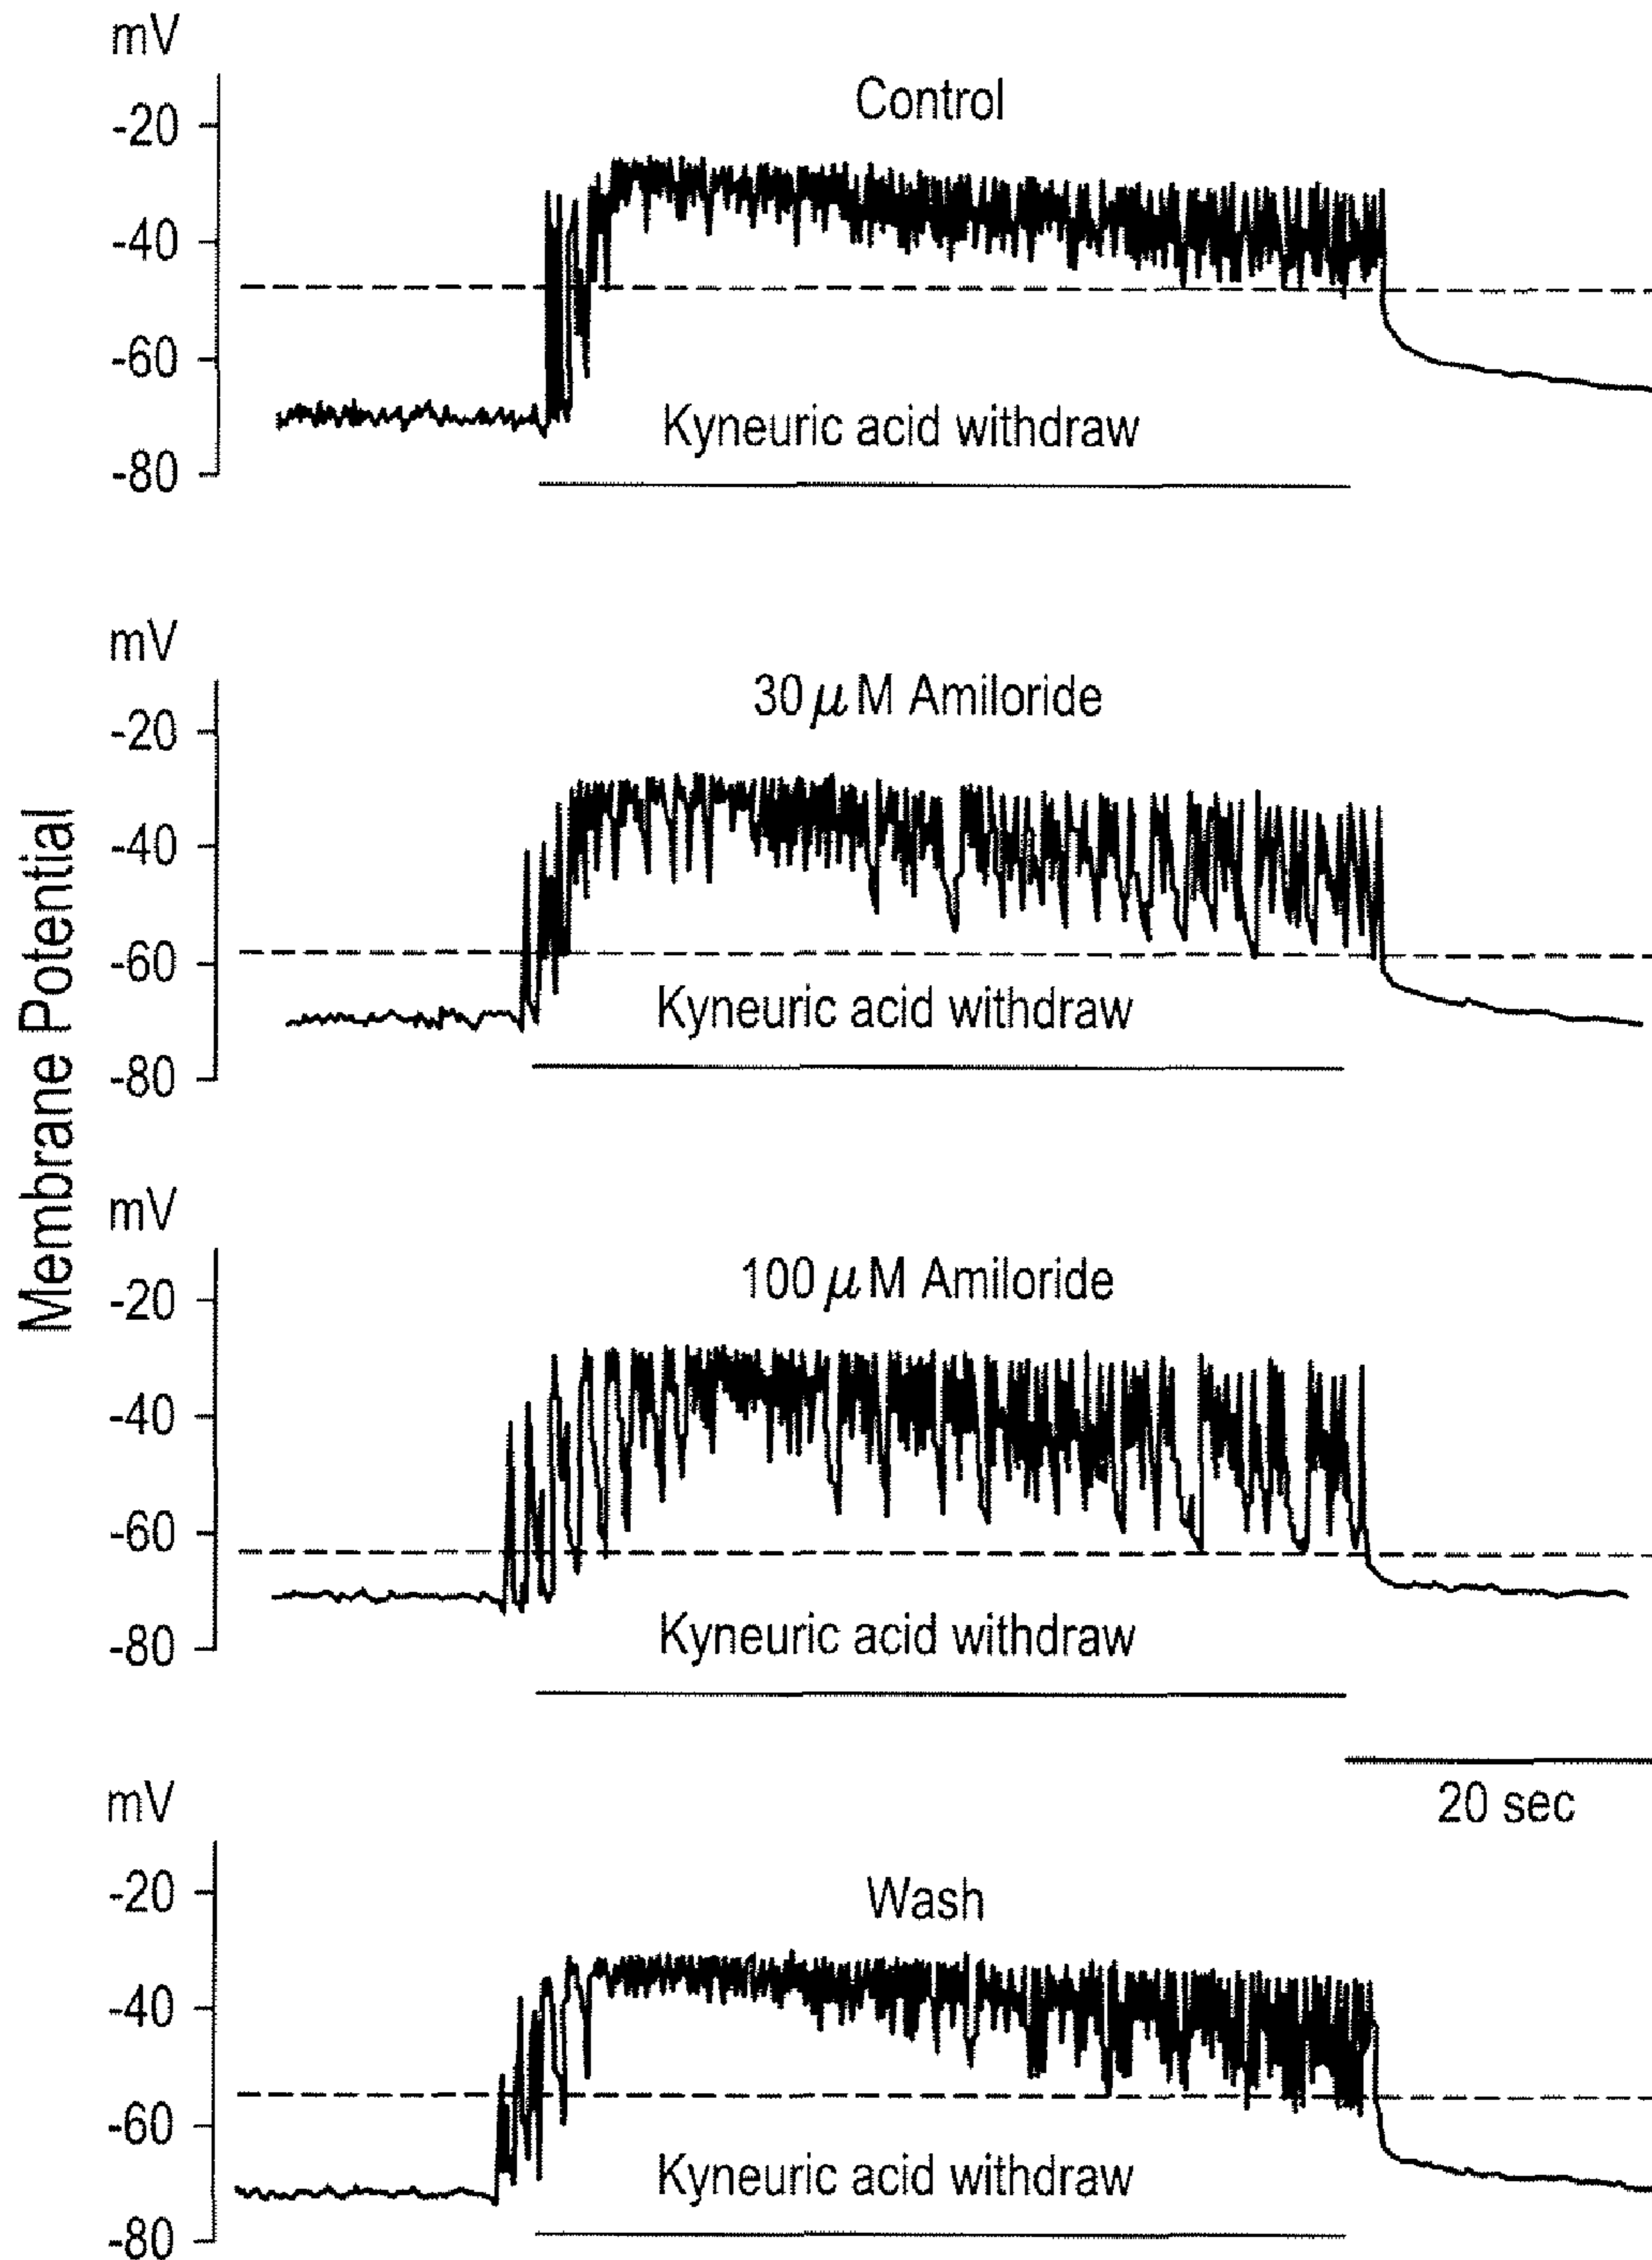 mV
Control
-20
-40
-60
-80
Kyneuric acid withdraw
mV
30 μM Amiloride
-20
-40
-60
-80
Kyneuric acid withdraw
Membrane Potential
mV
100 μM Amiloride
-20
-40
-60
-80
Kyneuric acid withdraw
20 sec
mV
Wash
-20
-40
-60
-80
Kyneuric acid withdraw